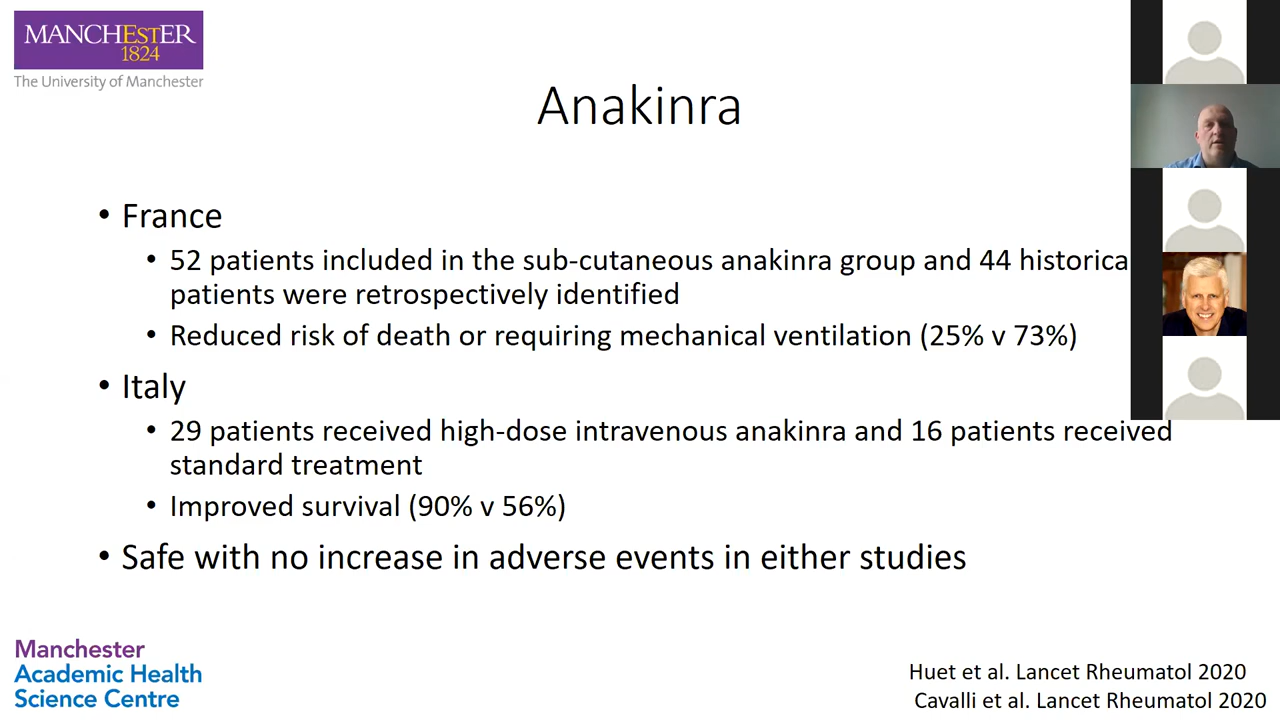 MANCHESTER
1824
The University of Manchester
Anakinra
• France
• 52 patients included in the sub-cutaneous anakinra group and 44
patients were retrospectively identified
• Reduced risk of death or requiring mechanical ventilation (25% v 73%)
• Italy
• 29 patients received high-dose intravenous anakinra and 16 patients received
standard treatment
• Improved survival (90% v 56%)
• Safe with no increase in adverse events in either studies
Manchester
Academic Health
Science Centre
Huet et al. Lancet Rheumatol 2020
Cavalli et al. Lancet Rheumatol 2020